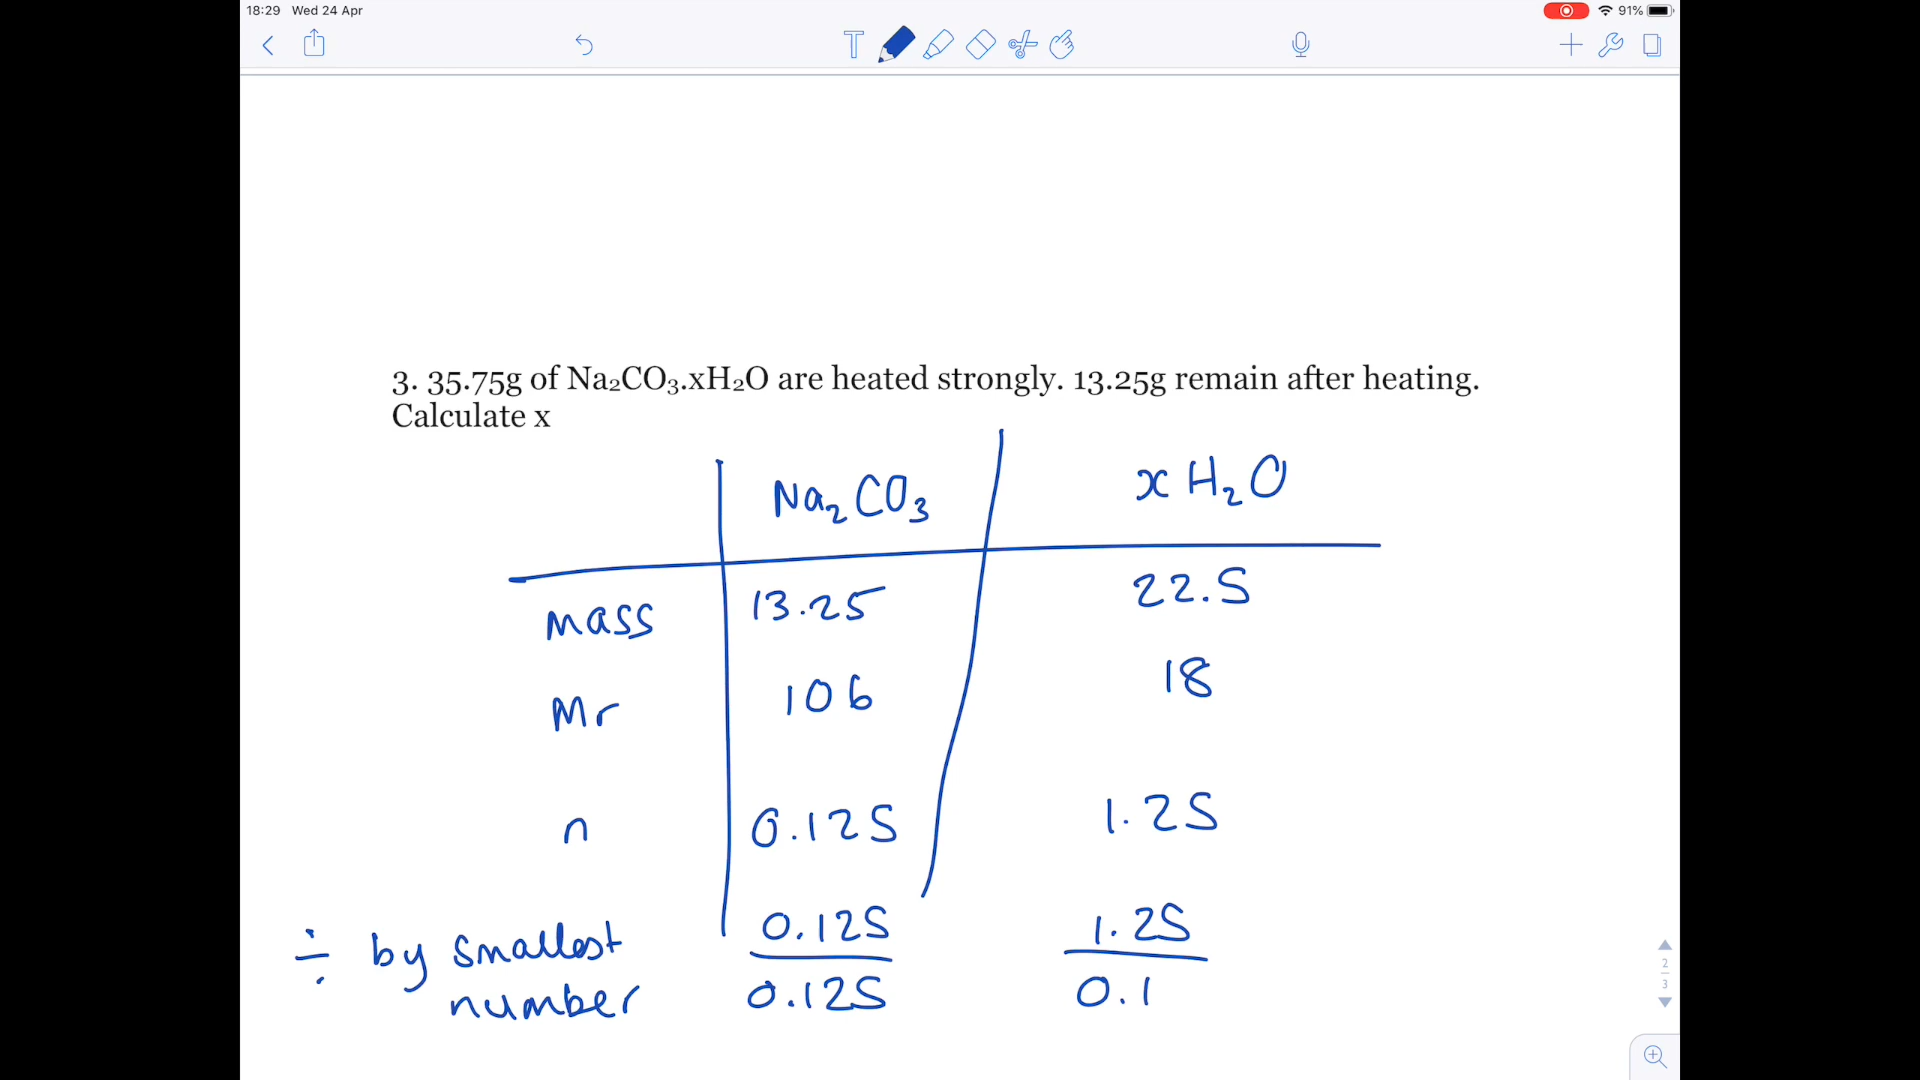 18:29 Wed 24 Apr 91%
T
3. 35.75g of Na₂CO₃.xH₂O are heated strongly. 13.25g remain after heating.
Calculate x
Na₂CO₃ xH₂O
mass 13.25 22.5
Mr 106 18
n 0.125 1.25
÷ by smallest 0.125 1.25
number 0.125 0.1
2
3